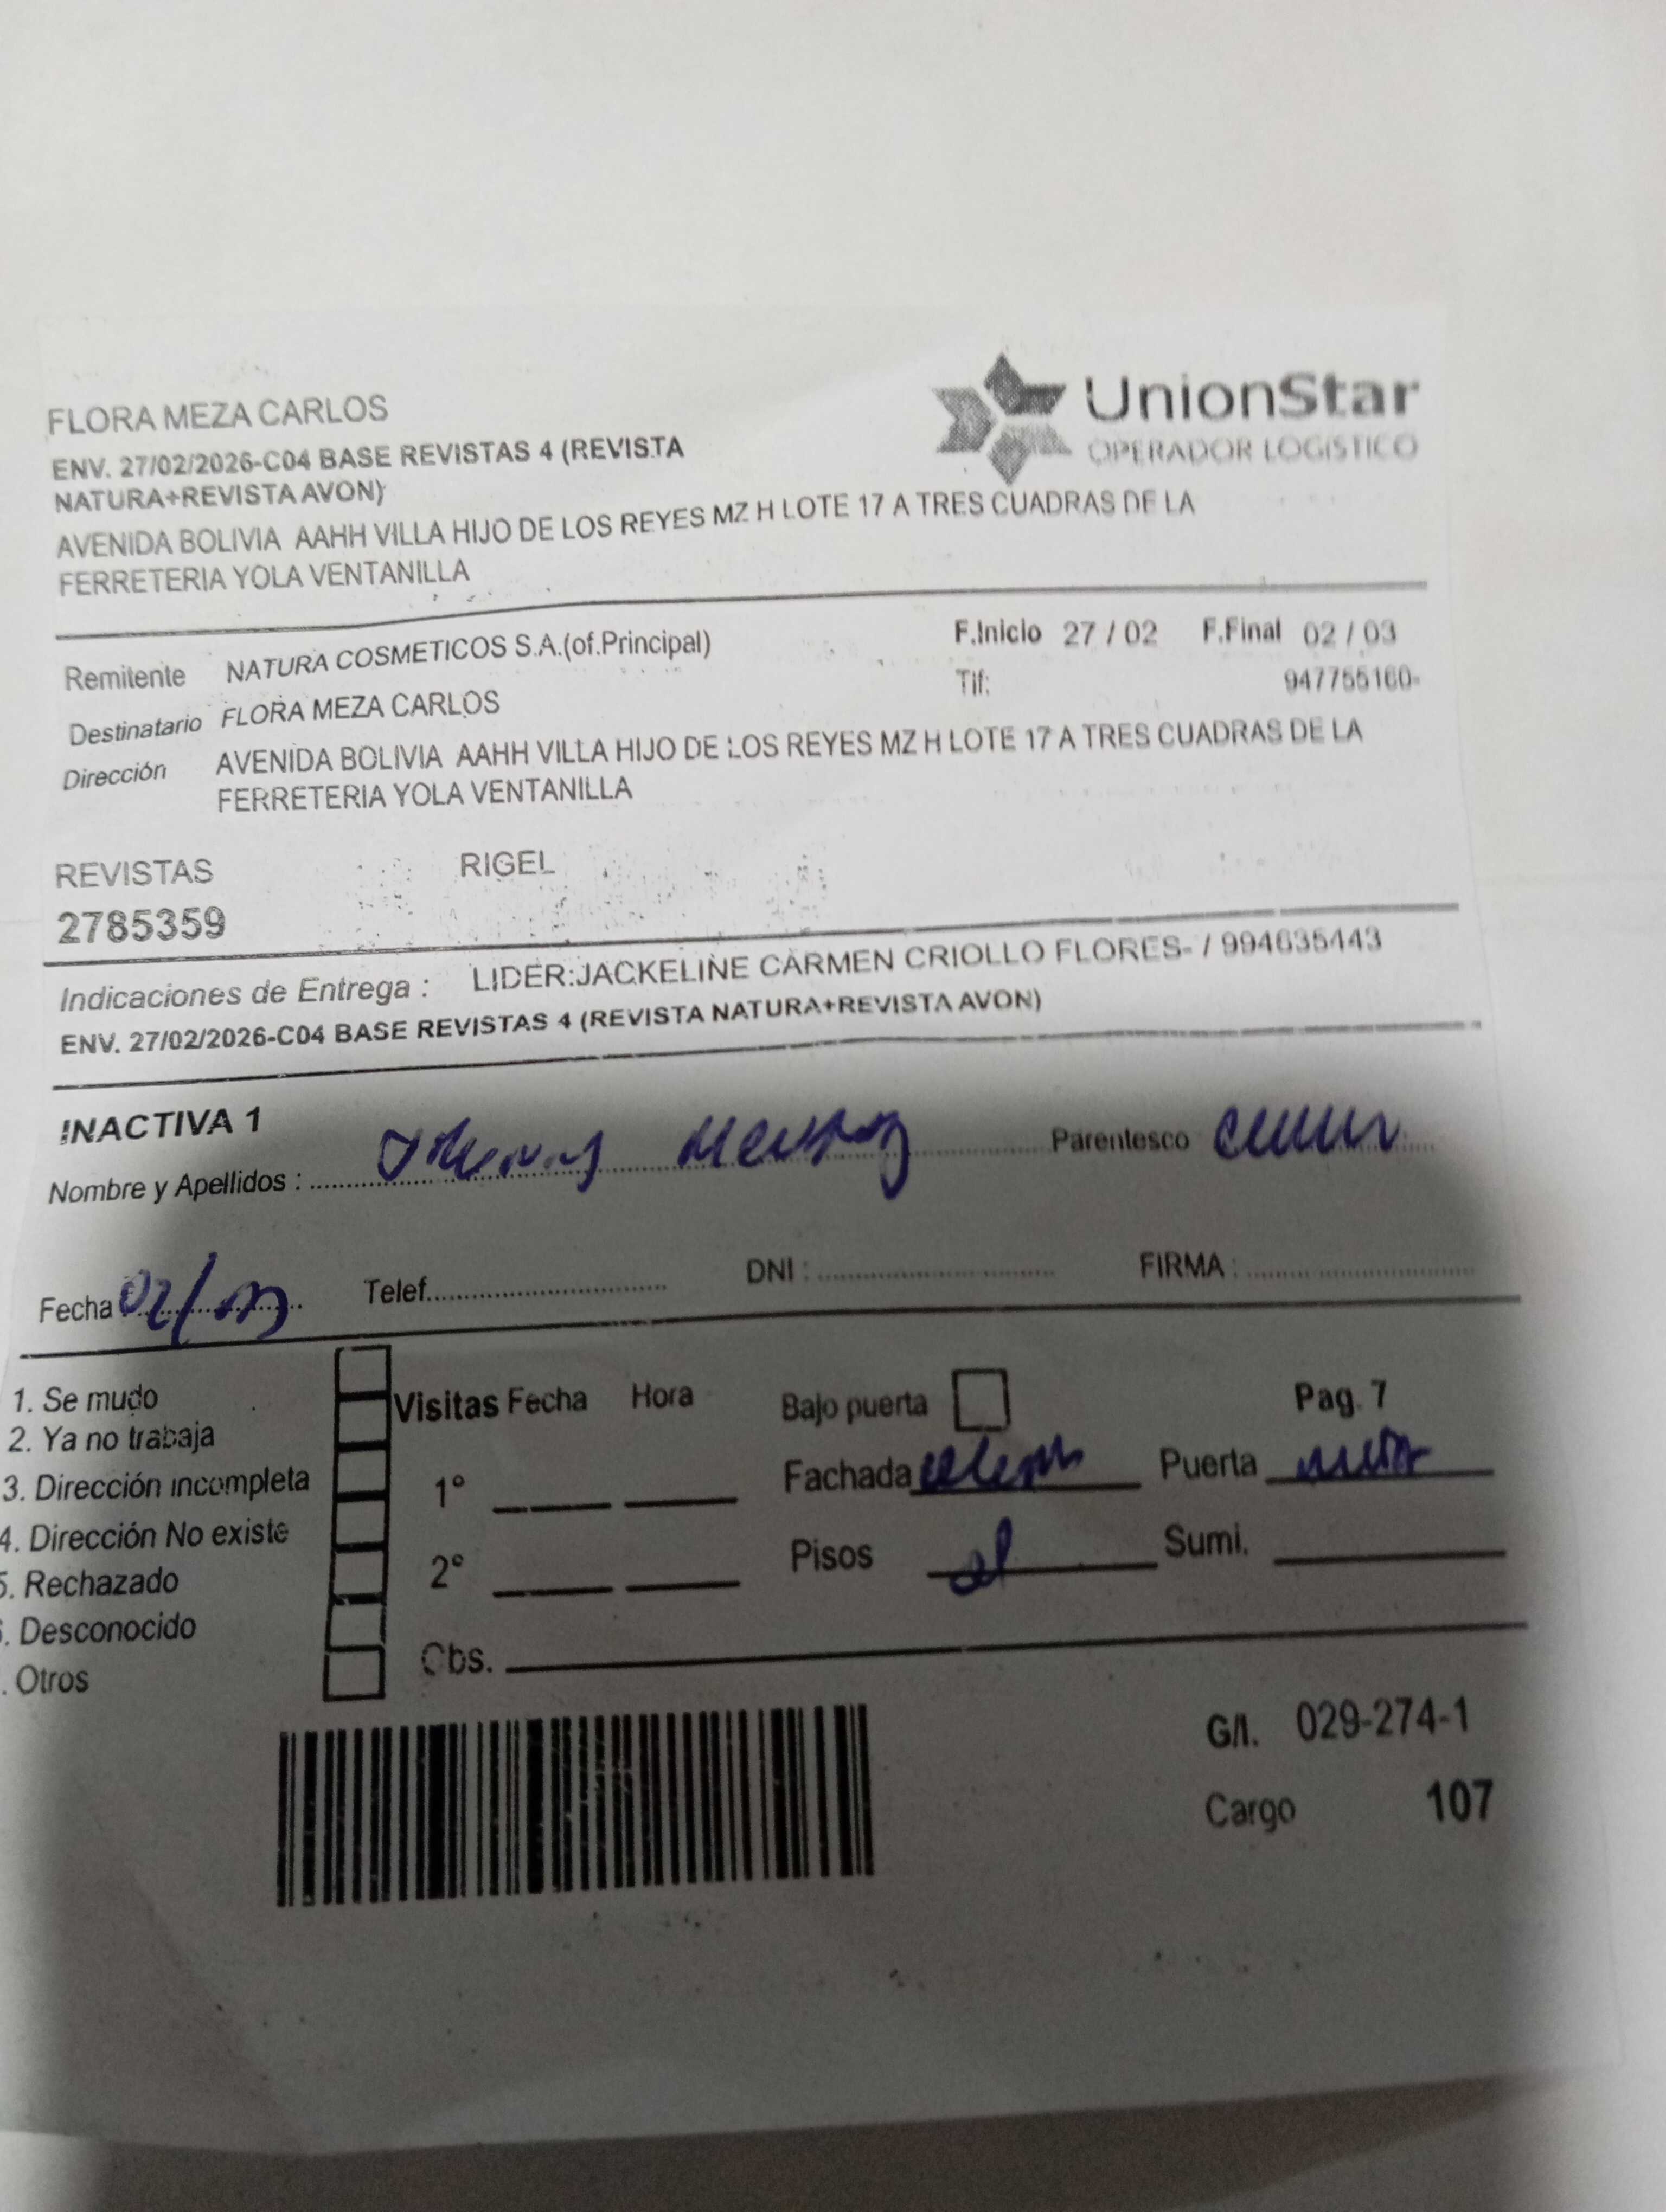 FLORA MEZA CARLOS
UnionStar
OPERADOR LOGISTICO
ENV. 27/02/2026-C04 BASE REVISTAS 4 (REVISTA
NATURA+REVISTA AVON)
AVENIDA BOLIVIA AAHH VILLA HIJO DE LOS REYES MZ H LOTE 17 A TRES CUADRAS DE LA
FERRETERIA YOLA VENTANILLA
F.Inicio 27 / 02 F.Final 02 / 03
Remitente NATURA COSMETICOS S.A.(of.Principal)
Tlf: 947755160-
Destinatario FLORA MEZA CARLOS
Dirección AVENIDA BOLIVIA AAHH VILLA HIJO DE LOS REYES MZ H LOTE 17 A TRES CUADRAS DE LA
FERRETERIA YOLA VENTANILLA
REVISTAS RIGEL
2785359
Indicaciones de Entrega : LIDER:JACKELINE CARMEN CRIOLLO FLORES- / 994635443
ENV. 27/02/2026-C04 BASE REVISTAS 4 (REVISTA NATURA+REVISTA AVON)
INACTIVA 1
Nombre y Apellidos : Parentesco
Fecha 02/03 Telef. DNI : FIRMA :
1. Se mudo
2. Ya no trabaja
3. Dirección incompleta
4. Dirección No existe
5. Rechazado
6. Desconocido
. Otros
Visitas Fecha Hora
1°
2°
Obs.
Bajo puerta Pag. 7
Fachada Puerta
Pisos Sumi.
G/I. 029-274-1
Cargo 107